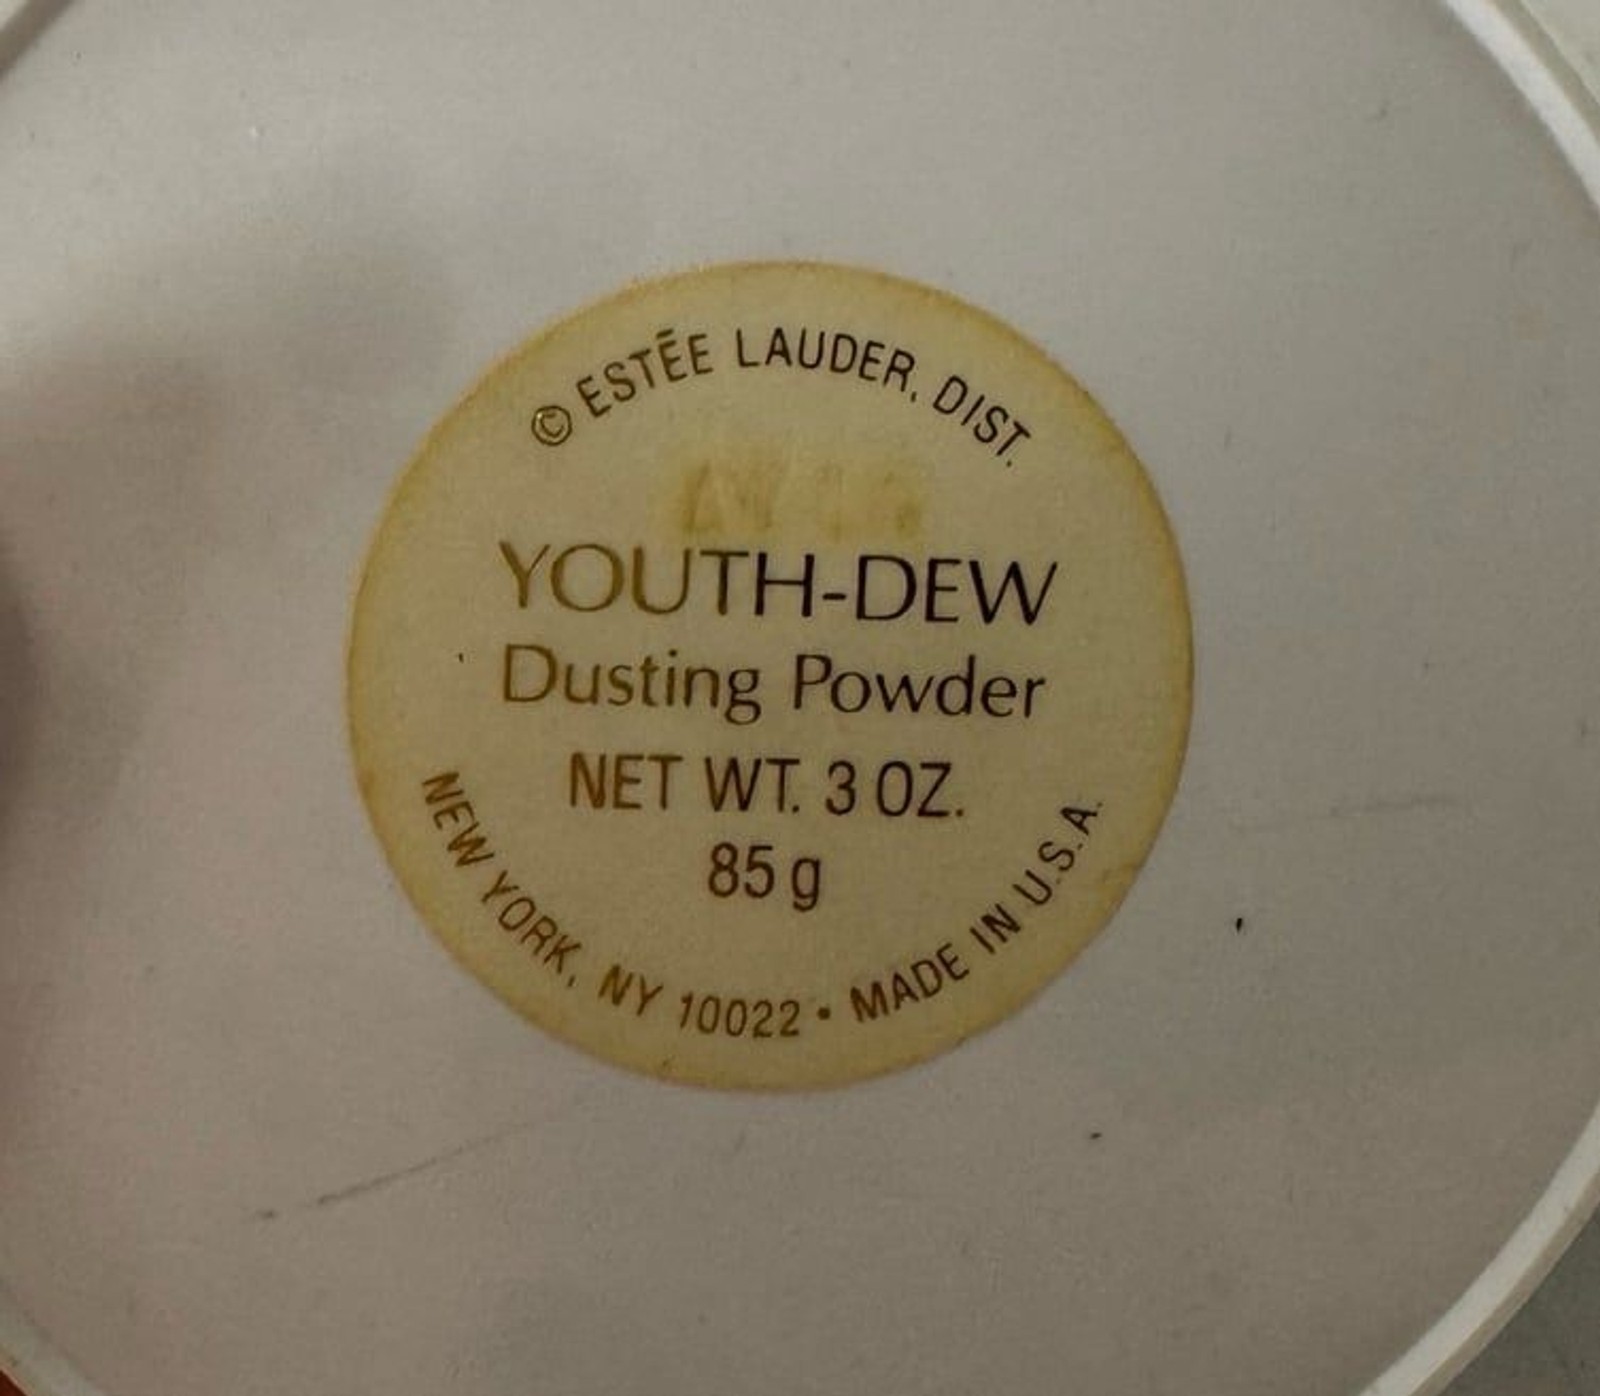 © ESTĒE LAUDER, DIST.
YOUTH-DEW
Dusting Powder
NET WT. 3 OZ.
85 g
NEW YORK, NY 10022 • MADE IN U.S.A.